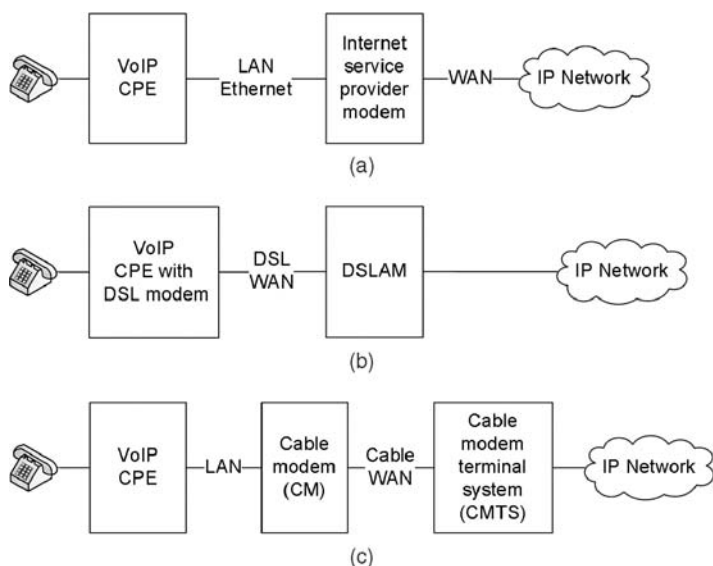 VoIP
CPE
LAN
Ethernet
Internet
service
provider
modem
WAN
IP Network
(a)
VoIP
CPE with
DSL modem
DSL
WAN
DSLAM
IP Network
(b)
VoIP
CPE
LAN
Cable
modem
(CM)
Cable
WAN
Cable
modem
terminal
system
(CMTS)
IP Network
(c)